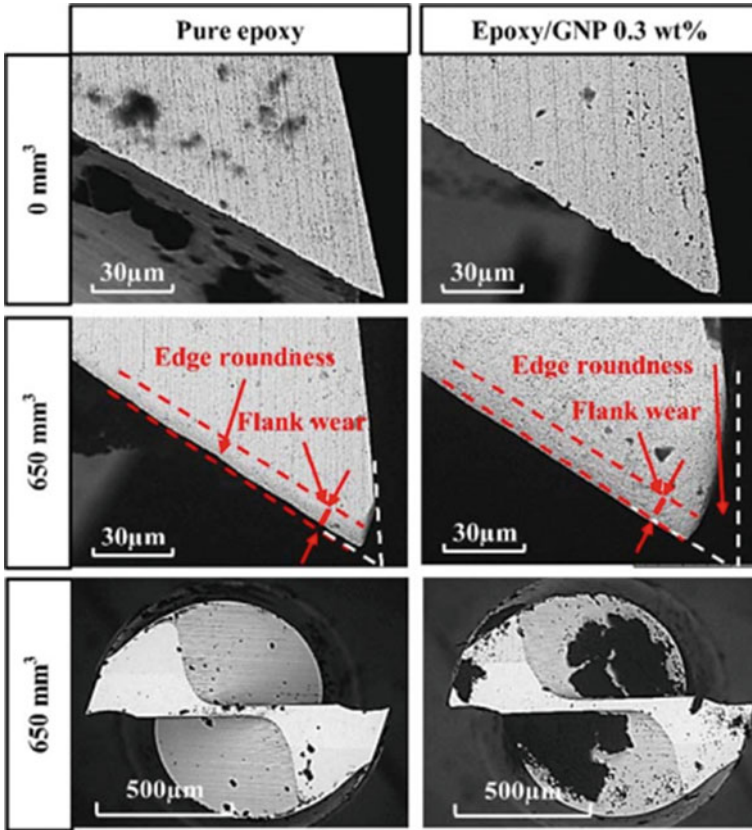 Pure epoxy
Epoxy/GNP 0.3 wt%
0 mm³
30μm
30μm
650 mm³
Edge roundness
Flank wear
30μm
Edge roundness
Flank wear
30μm
650 mm³
500μm
500μm